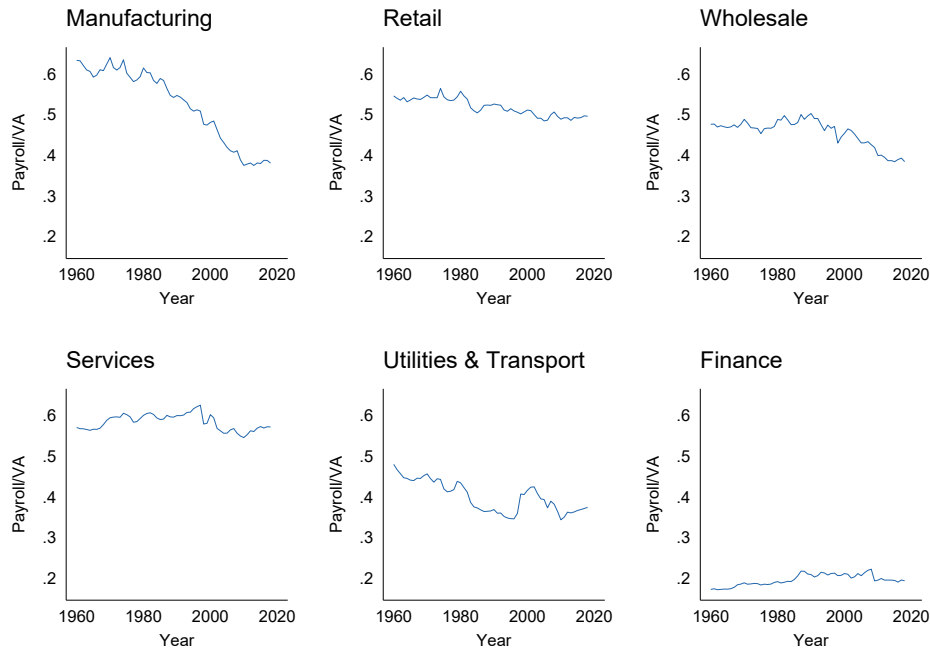 Manufacturing
Retail
Wholesale
.6
.5
.4
.3
.2
Payroll/VA
1960 1980 2000 2020
Year
.6
.5
.4
.3
.2
Payroll/VA
1960 1980 2000 2020
Year
.6
.5
.4
.3
.2
Payroll/VA
1960 1980 2000 2020
Year
Services
Utilities & Transport
Finance
.6
.5
.4
.3
.2
Payroll/VA
1960 1980 2000 2020
Year
.6
.5
.4
.3
.2
Payroll/VA
1960 1980 2000 2020
Year
.6
.5
.4
.3
.2
Payroll/VA
1960 1980 2000 2020
Year